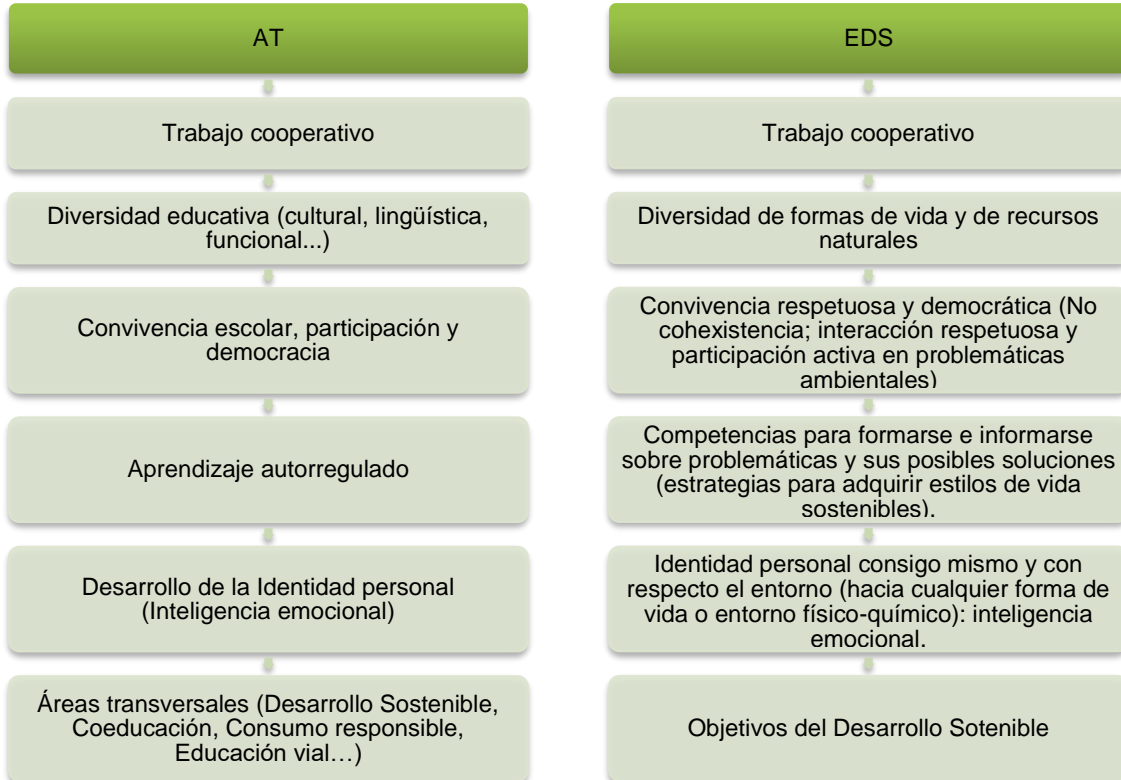 AT
Trabajo cooperativo
Diversidad educativa (cultural, lingüística,
funcional...)
Convivencia escolar, participación y
democracia
Aprendizaje autorregulado
Desarrollo de la Identidad personal
(Inteligencia emocional)
Áreas transversales (Desarrollo Sostenible,
Coeducación, Consumo responsible,
Educación vial…)
EDS
Trabajo cooperativo
Diversidad de formas de vida y de recursos
naturales
Convivencia respetuosa y democrática (No
cohexistencia; interacción respetuosa y
participación activa en problemáticas
ambientales)
Competencias para formarse e informarse
sobre problemáticas y sus posibles soluciones
(estrategias para adquirir estilos de vida
sostenibles).
Identidad personal consigo mismo y con
respecto el entorno (hacia cualquier forma de
vida o entorno físico-químico): inteligencia
emocional.
Objetivos del Desarrollo Sotenible